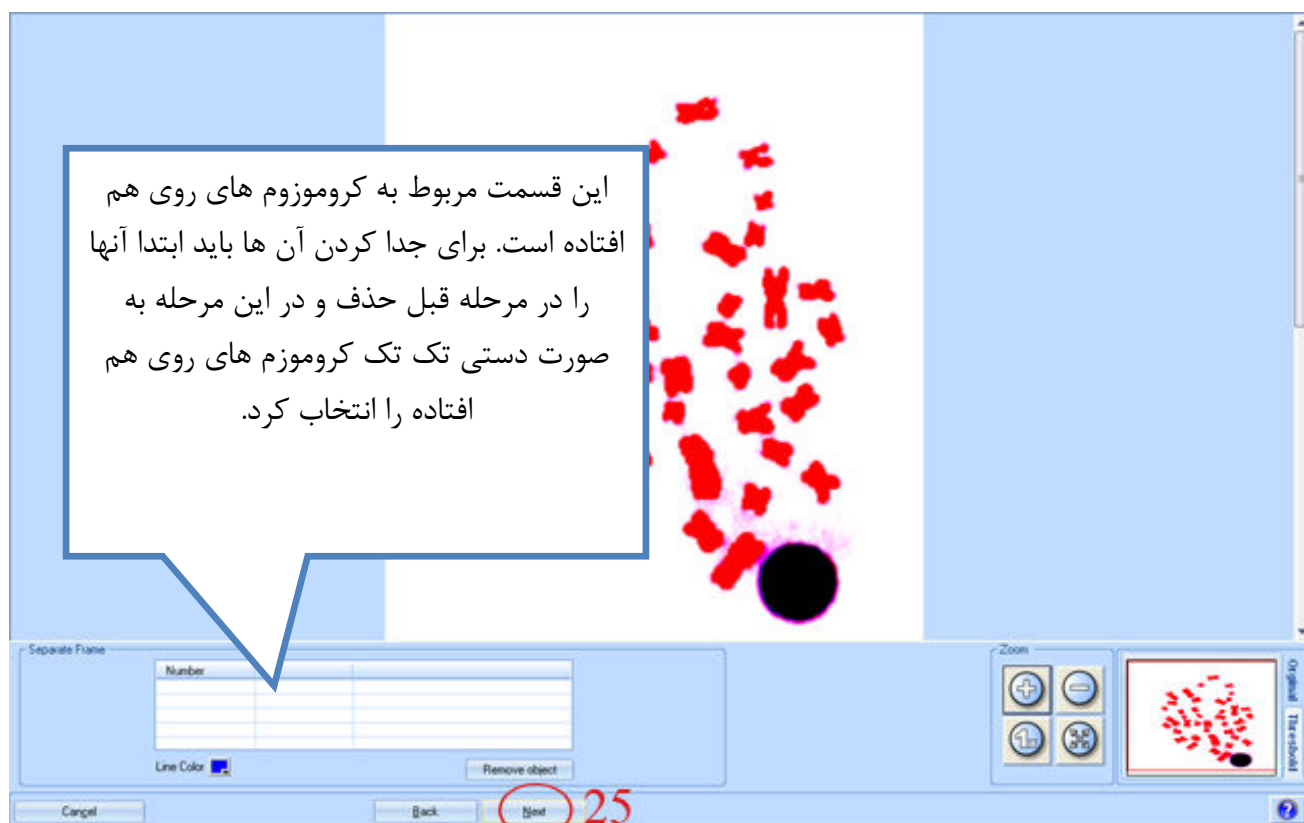 این قسمت مربوط به کروموزوم های روی هم
افتاده است. برای جدا کردن آن ها باید ابتدا آنها
را در مرحله قبل حذف و در این مرحله به
صورت دستی تک تک کروموزم های روی هم
افتاده را انتخاب کرد.
Separate Frame
Number
Line Color
Remove object
Zoom
Orginal
Threshold
Cancel
Back
Next
25